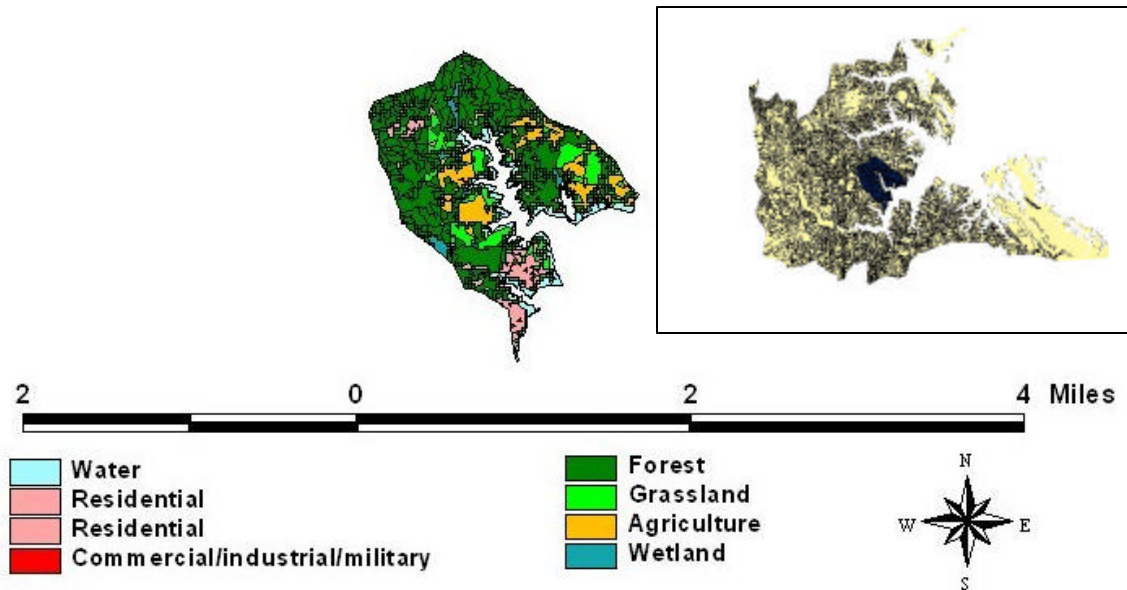 2 0 2 4 Miles
Water
Residential
Residential
Commercial/industrial/military
Forest
Grassland
Agriculture
Wetland
N
W E
S